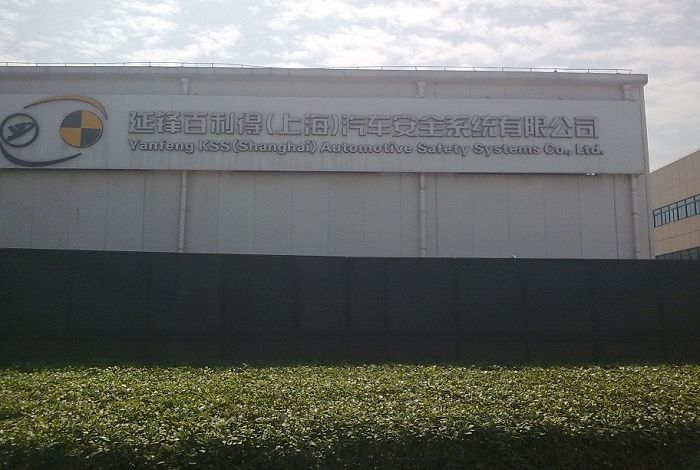 延锋百利得(上海)汽车安全系统有限公司
Yanfeng KSS (Shanghai) Automotive Safety Systems Co., Ltd.